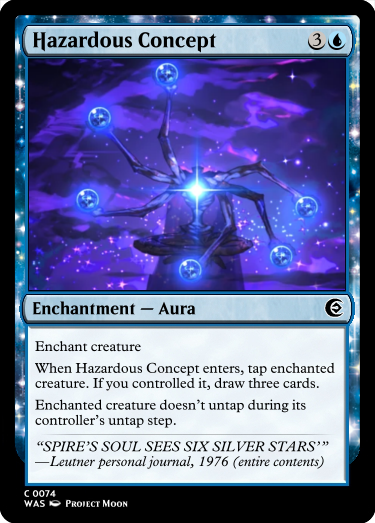 Hazardous Concept 3
Enchantment — Aura
Enchant creature
When Hazardous Concept enters, tap enchanted
creature. If you controlled it, draw three cards.
Enchanted creature doesn't untap during its
controller's untap step.
“SPIRE'S SOUL SEES SIX SILVER STARS'”
—Leutner personal journal, 1976 (entire contents)
C 0074
WAS Project Moon